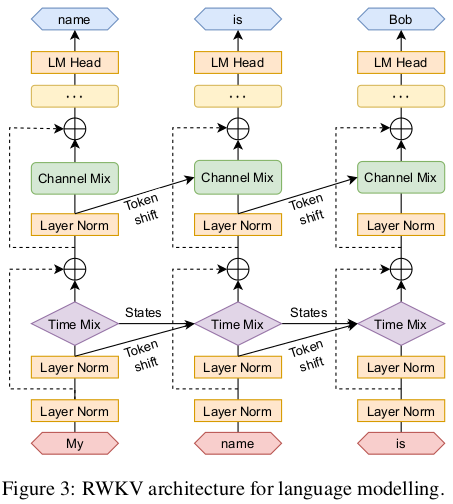 name is Bob
LM Head LM Head LM Head
... ... ...
Channel Mix Channel Mix Channel Mix
Token shift Token shift
Layer Norm Layer Norm Layer Norm
States States
Time Mix Time Mix Time Mix
Token shift Token shift
Layer Norm Layer Norm Layer Norm
Layer Norm Layer Norm Layer Norm
My name is
Figure 3: RWKV architecture for language modelling.